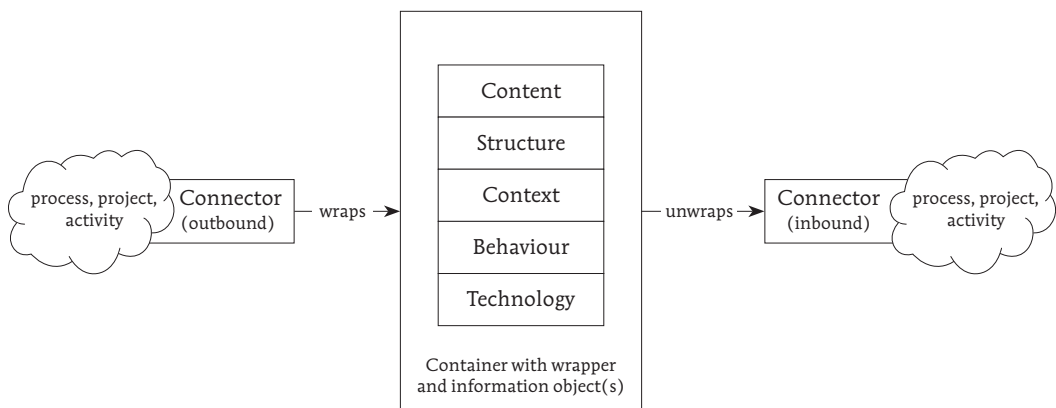 process, project,
activity
Connector
(outbound)
wraps
Content
Structure
Context
Behaviour
Technology
Container with wrapper
and information object(s)
unwraps
Connector
(inbound)
process, project,
activity